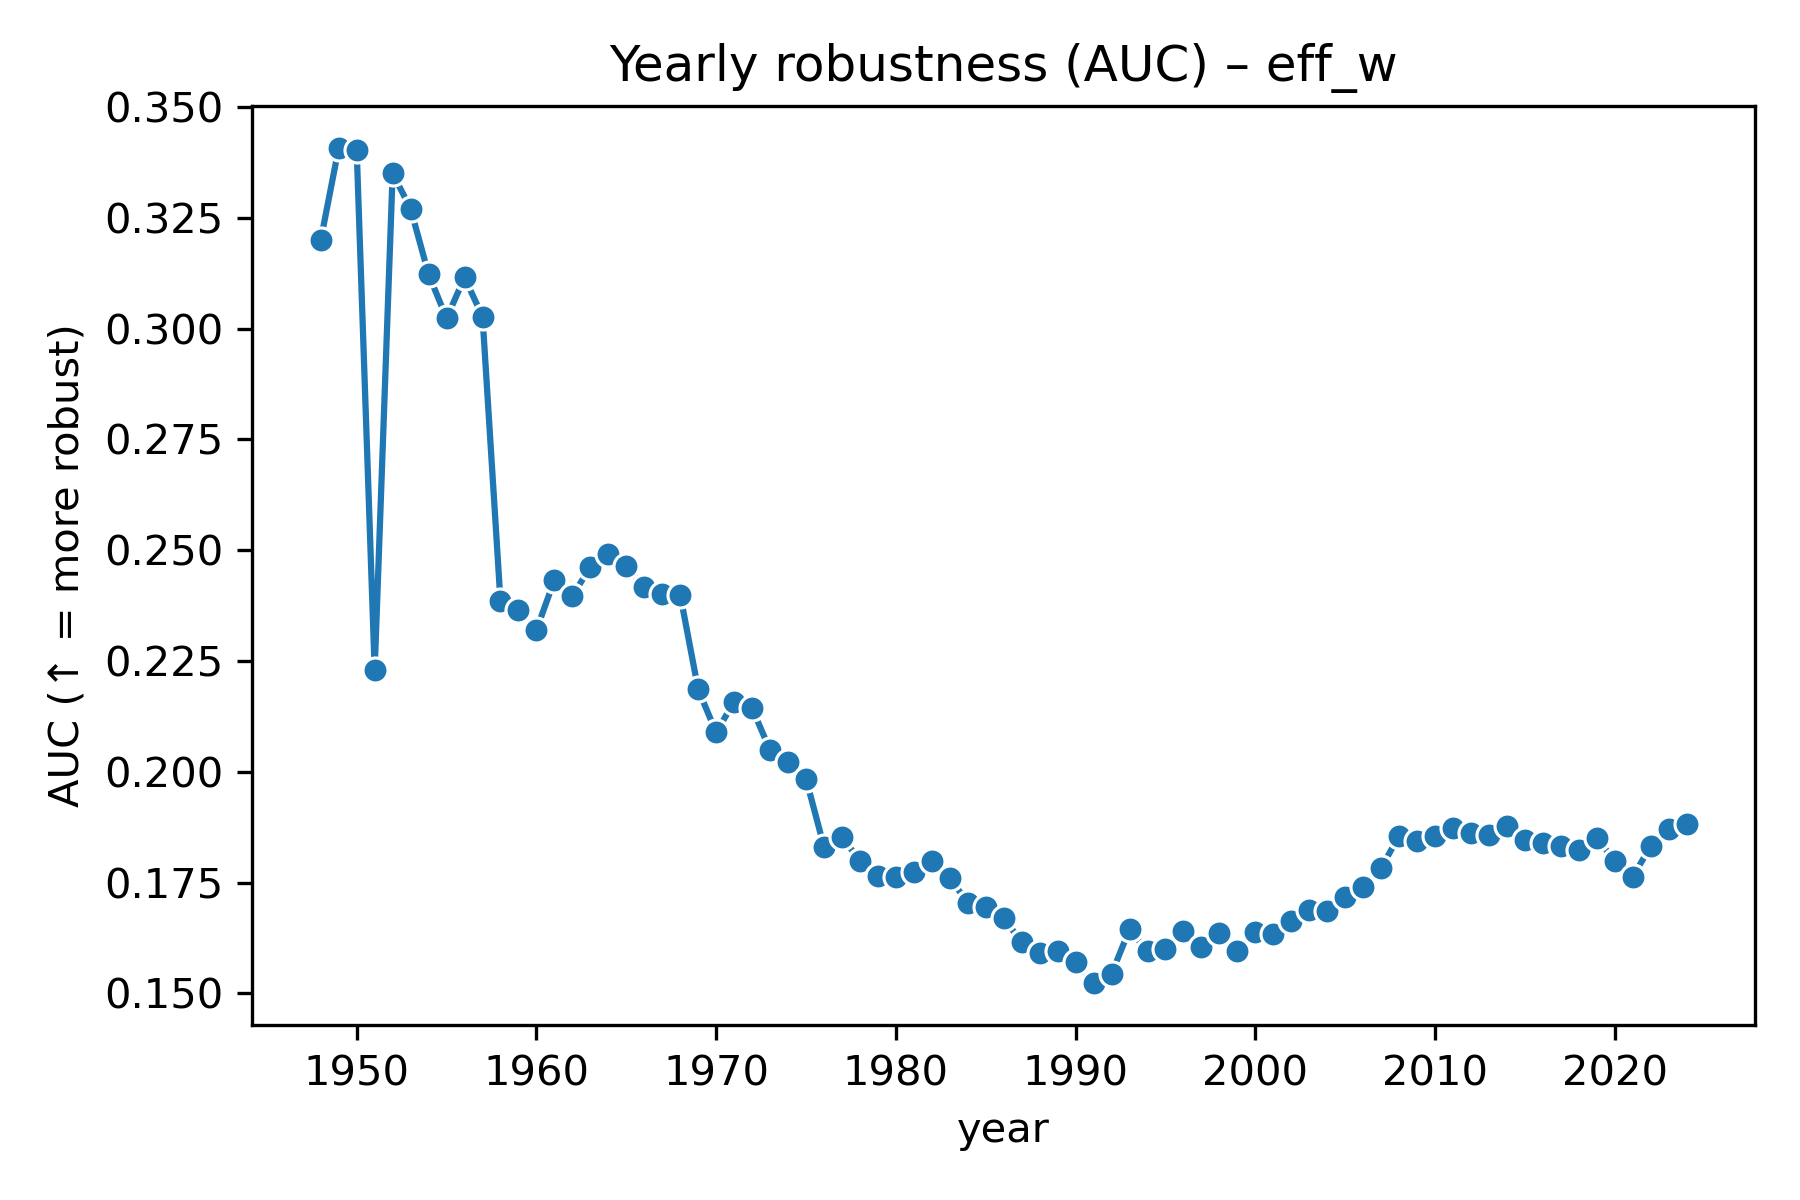 Yearly robustness (AUC) – eff_w
AUC (↑ = more robust)
0.350
0.325
0.300
0.275
0.250
0.225
0.200
0.175
0.150
1950 1960 1970 1980 1990 2000 2010 2020
year